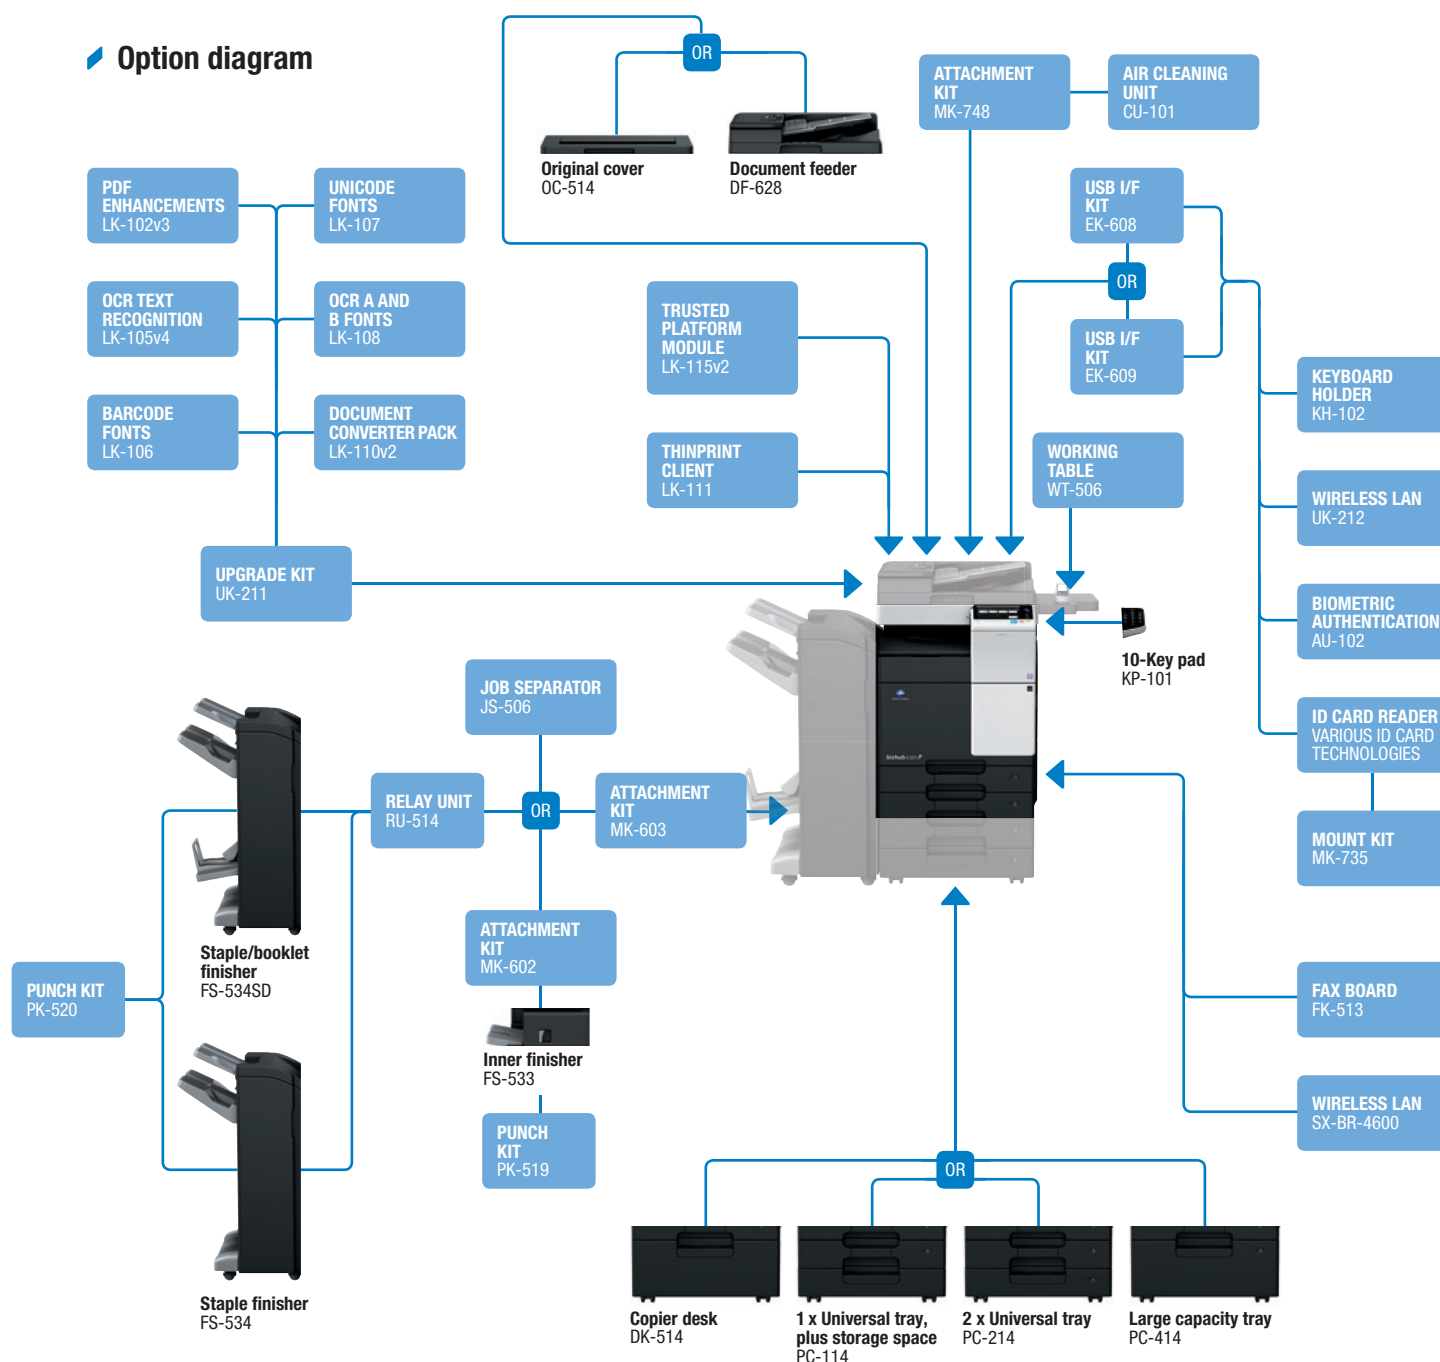 Option diagram
OR
Original cover
OC-514
Document feeder
DF-628
ATTACHMENT
KIT
MK-748
AIR CLEANING
UNIT
CU-101
PDF
ENHANCEMENTS
LK-102v3
UNICODE
FONTS
LK-107
OCR TEXT
RECOGNITION
LK-105v4
OCR A AND
B FONTS
LK-108
BARCODE
FONTS
LK-106
DOCUMENT
CONVERTER PACK
LK-110v2
UPGRADE KIT
UK-211
TRUSTED
PLATFORM
MODULE
LK-115v2
THINPRINT
CLIENT
LK-111
USB I/F
KIT
EK-608
OR
USB I/F
KIT
EK-609
WORKING
TABLE
WT-506
KEYBOARD
HOLDER
KH-102
WIRELESS LAN
UK-212
BIOMETRIC
AUTHENTICATION
AU-102
ID CARD READER
VARIOUS ID CARD
TECHNOLOGIES
MOUNT KIT
MK-735
10-Key pad
KP-101
bizhub
JOB SEPARATOR
JS-506
RELAY UNIT
RU-514
OR
ATTACHMENT
KIT
MK-603
ATTACHMENT
KIT
MK-602
Inner finisher
FS-533
PUNCH
KIT
PK-519
Staple/booklet
finisher
FS-534SD
PUNCH KIT
PK-520
Staple finisher
FS-534
FAX BOARD
FK-513
WIRELESS LAN
SX-BR-4600
OR
Copier desk
DK-514
1 x Universal tray,
plus storage space
PC-114
2 x Universal tray
PC-214
Large capacity tray
PC-414